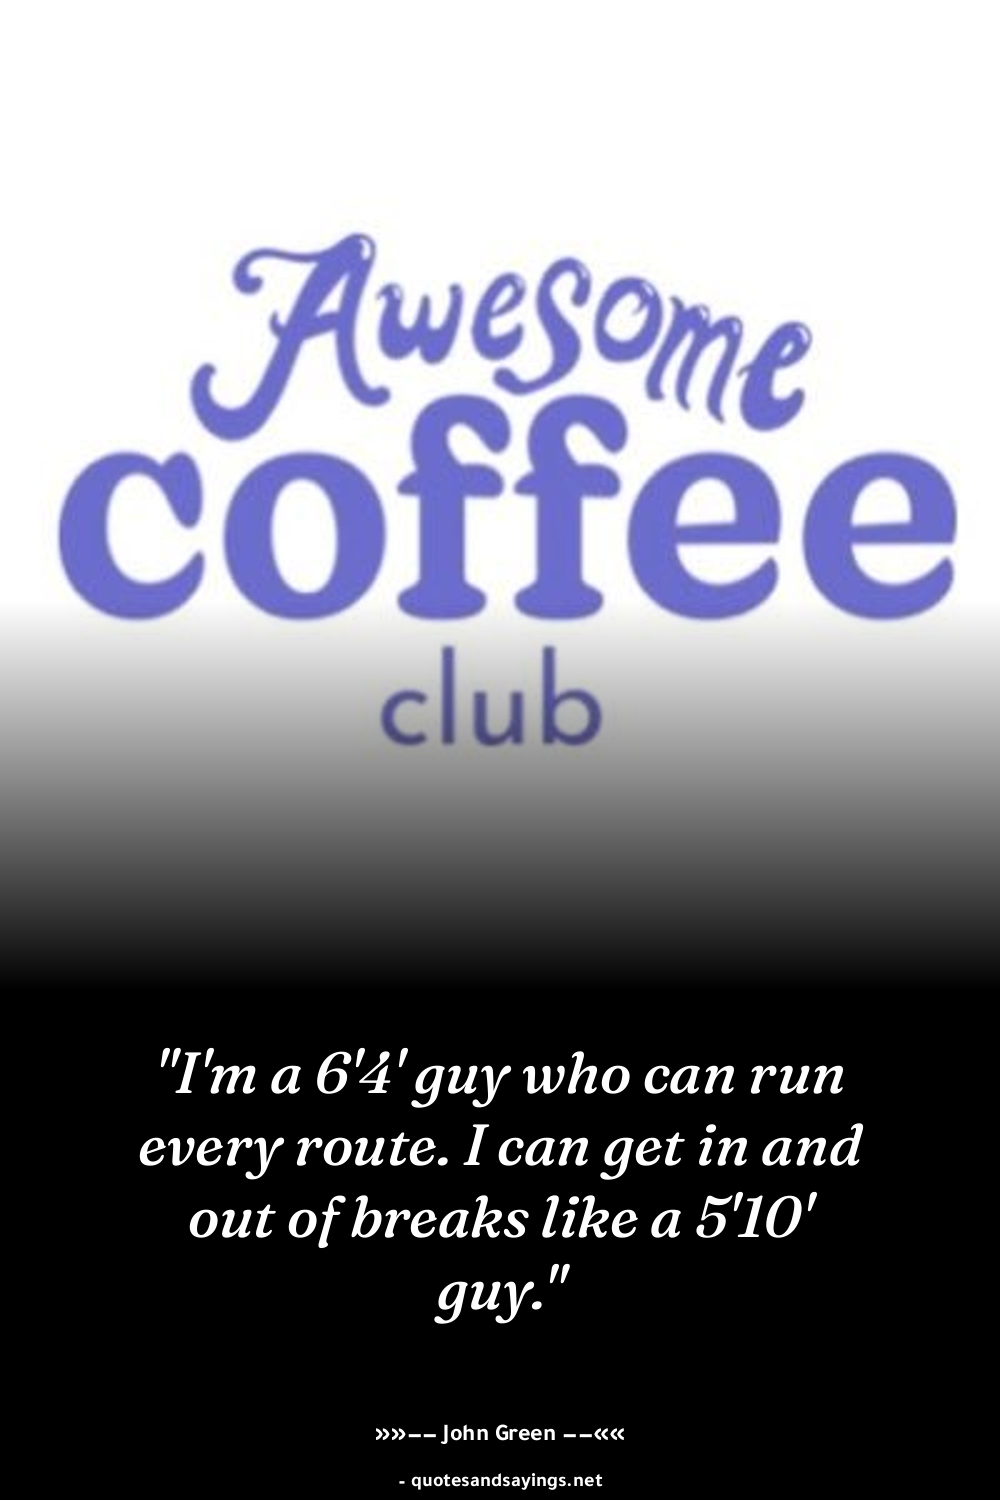 Awesome
coffee
club
"I'm a 6'4' guy who can run
every route. I can get in and
out of breaks like a 5'10'
guy."
»»−− John Green −−««
- quotesandsayings.net